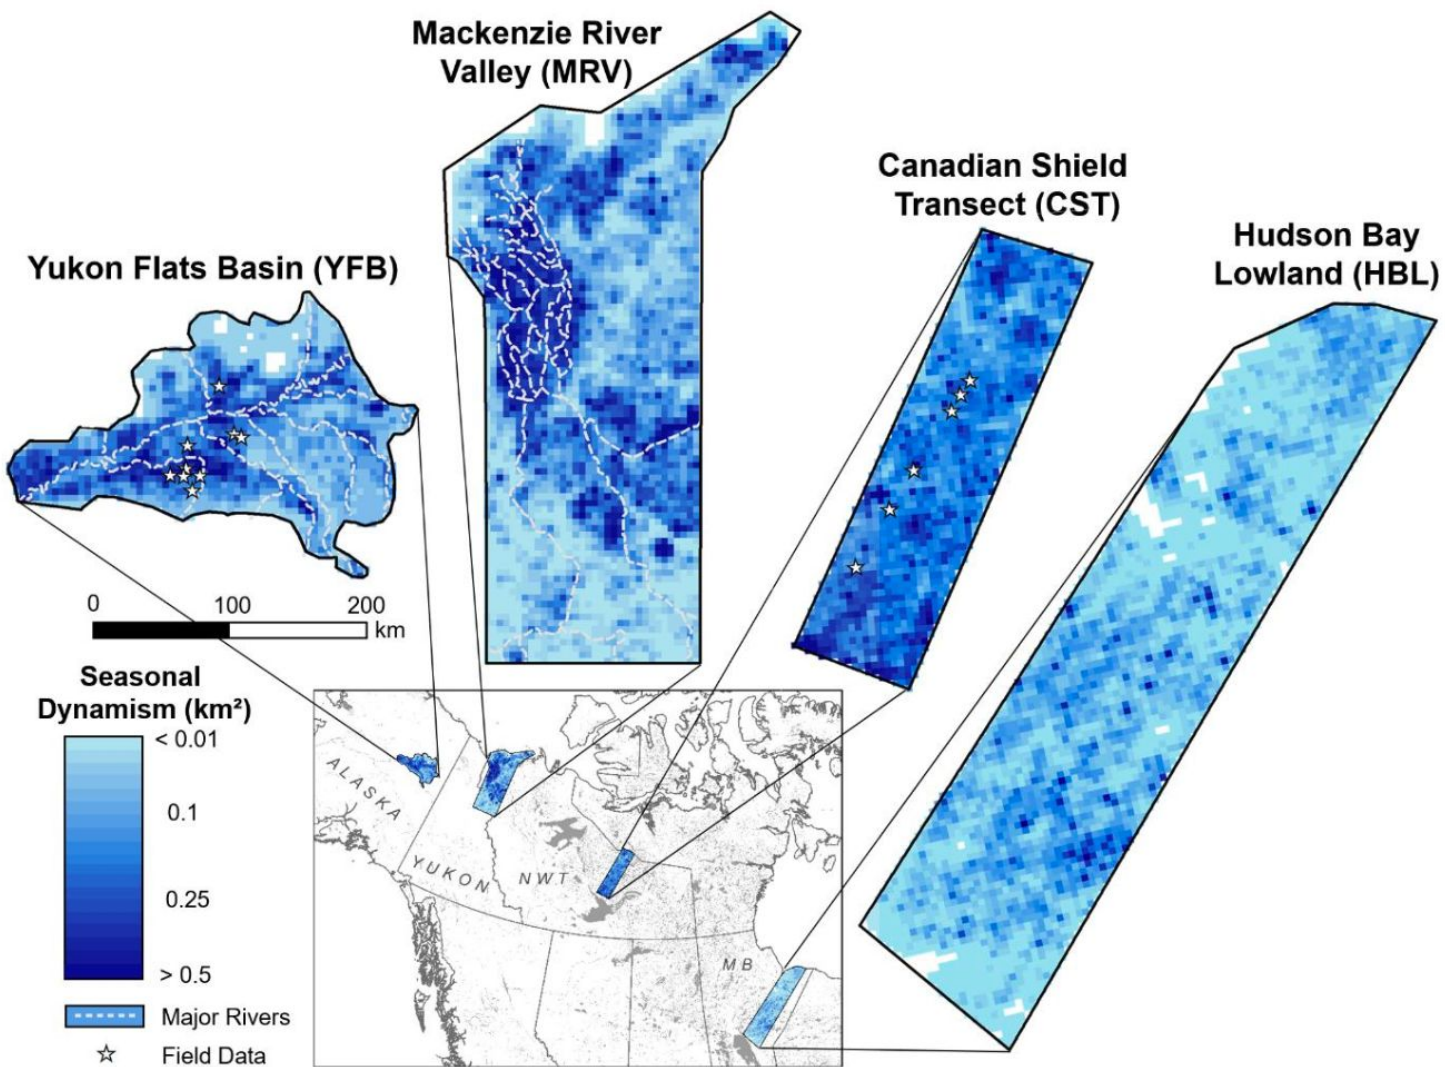 Mackenzie River
Valley (MRV)
Canadian Shield
Transect (CST)
Hudson Bay
Lowland (HBL)
Yukon Flats Basin (YFB)
0 100 200
km
Seasonal
Dynamism (km²)
< 0.01
0.1
0.25
> 0.5
Major Rivers
Field Data
ALASKA
YUKON
NWT
MB